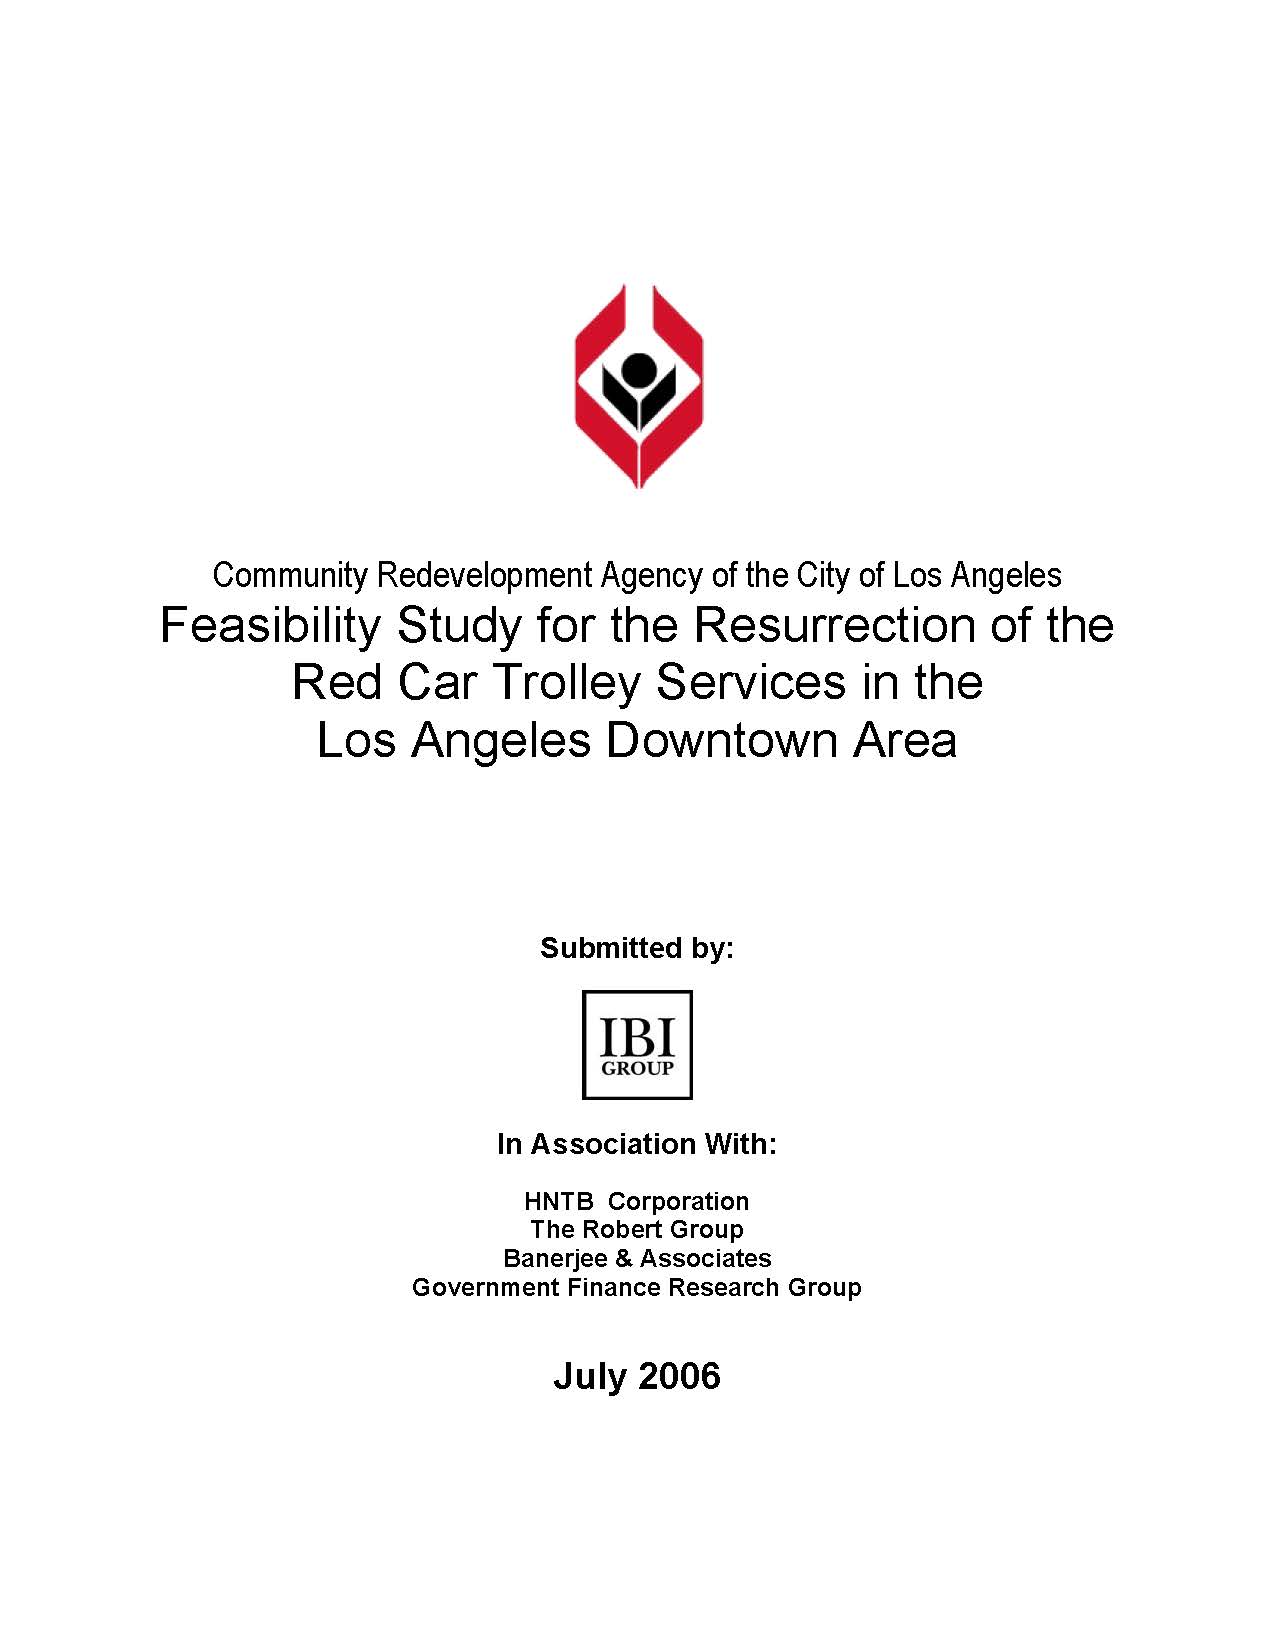 Community Redevelopment Agency of the City of Los Angeles
Feasibility Study for the Resurrection of the
Red Car Trolley Services in the
Los Angeles Downtown Area
Submitted by:
IBI
GROUP
In Association With:
HNTB Corporation
The Robert Group
Banerjee & Associates
Government Finance Research Group
July 2006